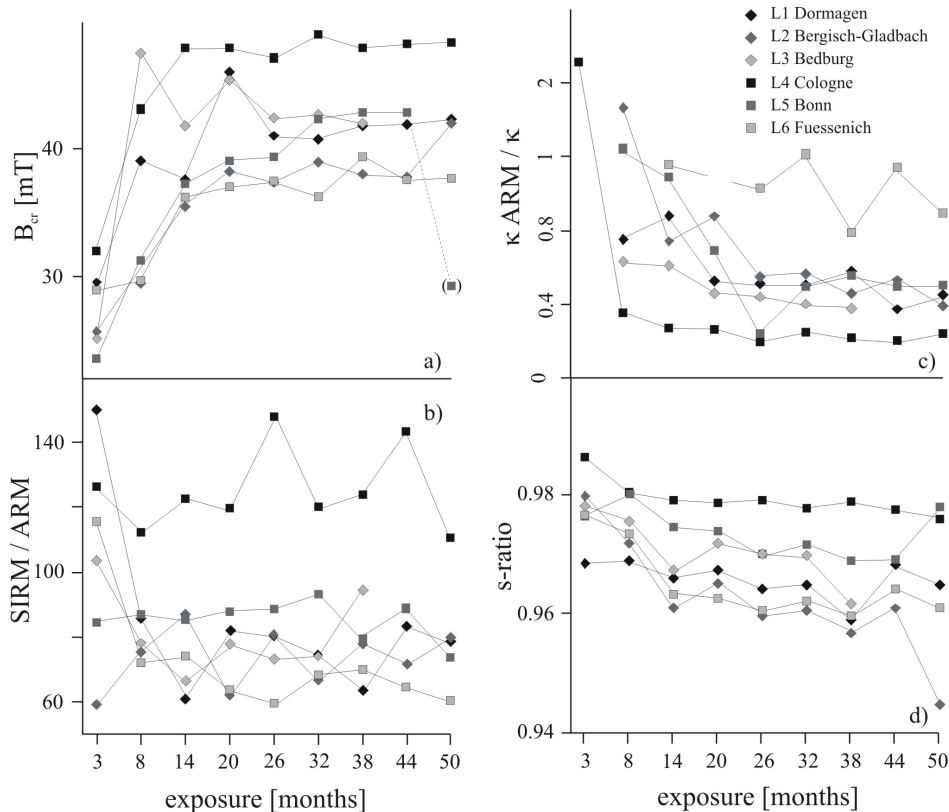 a)
B_cr [mT]
40
30
( )
b)
SIRM / ARM
140
100
60
3 8 14 20 26 32 38 44 50
exposure [months]
L1 Dormagen
L2 Bergisch-Gladbach
L3 Bedburg
L4 Cologne
L5 Bonn
L6 Fuessenich
κ ARM / κ
2
1
0.8
0.4
0
c)
s-ratio
0.98
0.96
0.94
d)
3 8 14 20 26 32 38 44 50
exposure [months]